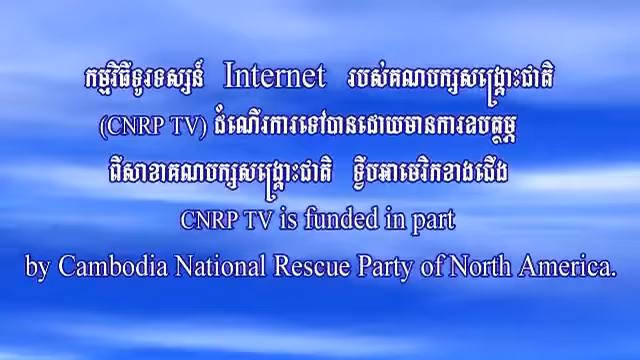 កម្មវិធីទូរទស្សន៍ Internet របស់គណបក្សសង្គ្រោះជាតិ
(CNRP TV) ដំណើរការទៅបានដោយមានការឧបត្ថម្ភ
ពីសាខាគណបក្សសង្គ្រោះជាតិ ទ្វីបអាមេរិកខាងជើង
CNRP TV is funded in part
by Cambodia National Rescue Party of North America.